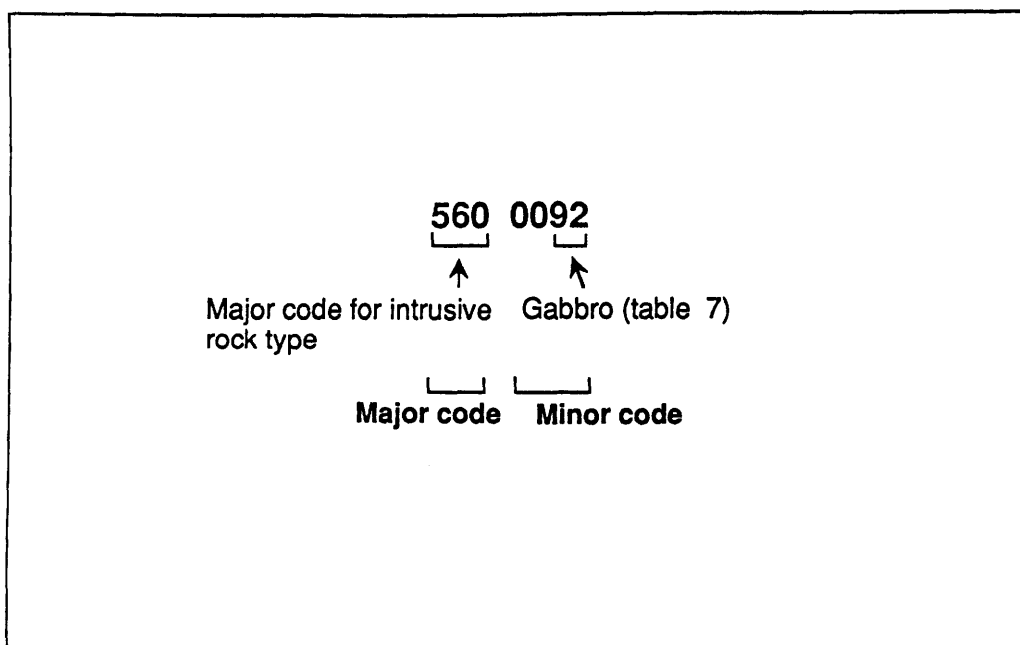 560 0092
Major code for intrusive Gabbro (table 7)
rock type
Major code Minor code